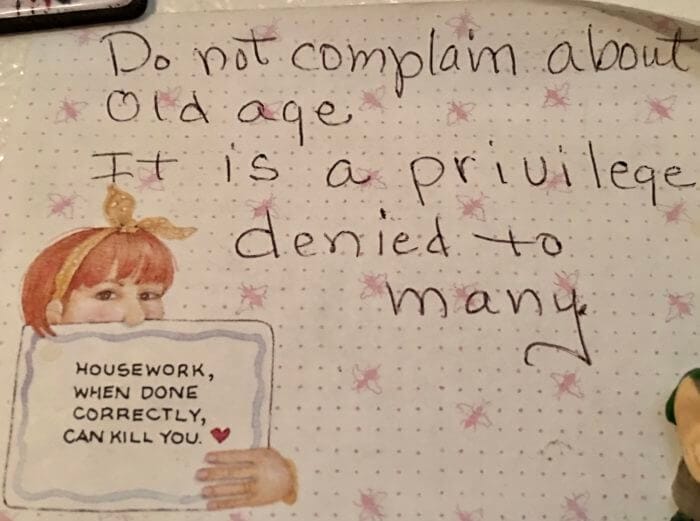 Do not complain about
Old age
It is a privilege
denied to
many.
HOUSEWORK,
WHEN DONE
CORRECTLY,
CAN KILL YOU.